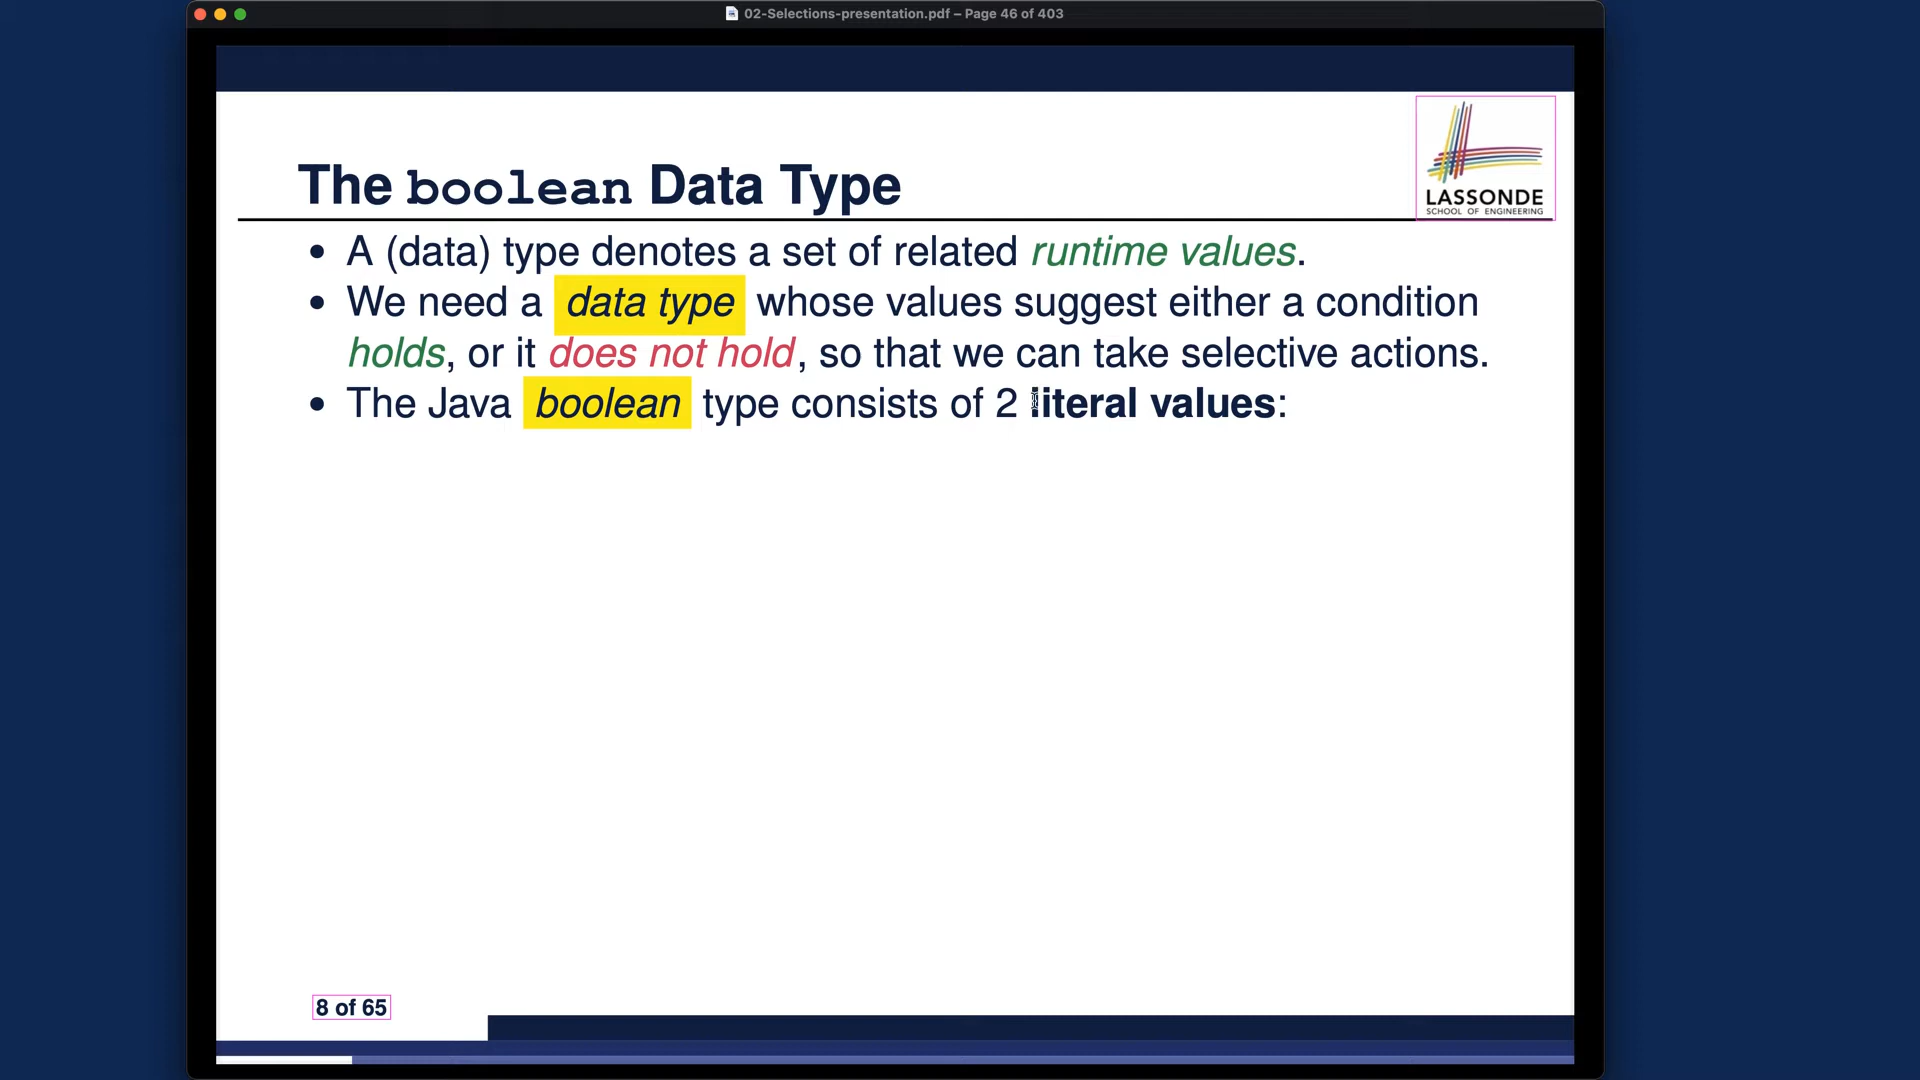 02-Selections-presentation.pdf – Page 46 of 403
LASSONDE
SCHOOL OF ENGINEERING
The boolean Data Type
• A (data) type denotes a set of related runtime values.
• We need a data type whose values suggest either a condition
holds, or it does not hold, so that we can take selective actions.
• The Java boolean type consists of 2 literal values:
8 of 65